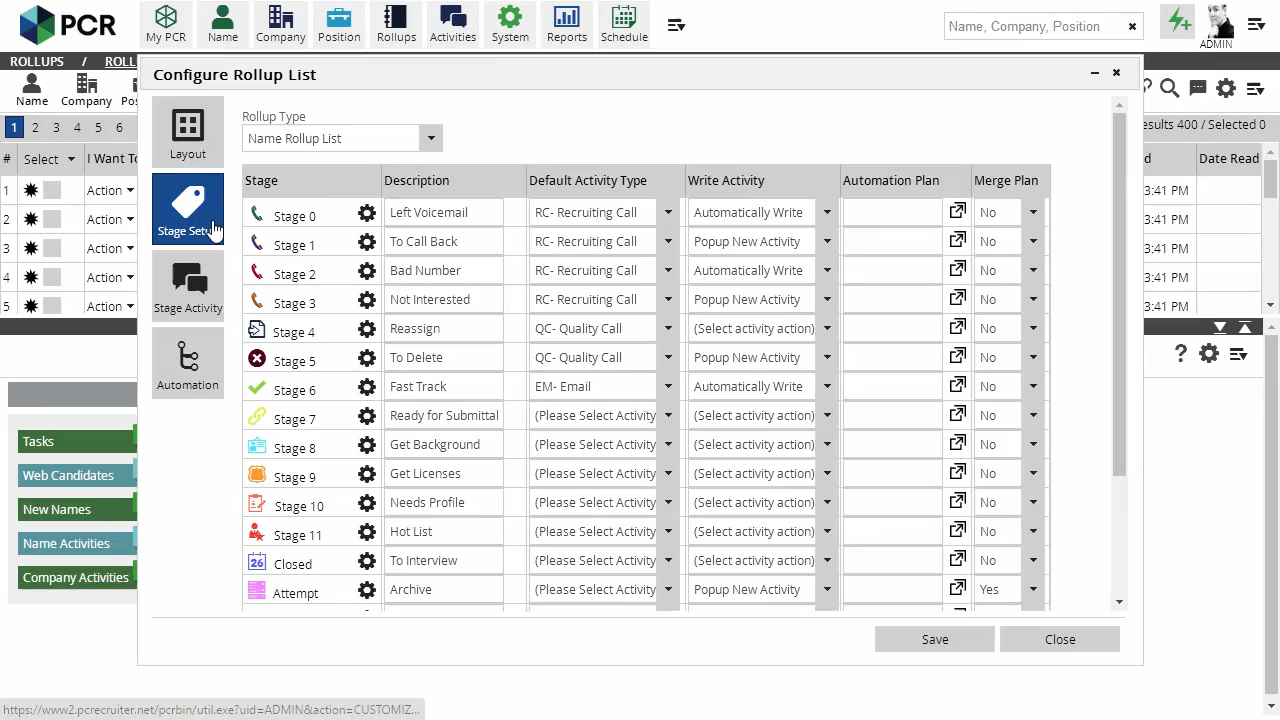 PCR
My PCR Name Company Position Rollups Activities System Reports Schedule
Name, Company, Position
ADMIN
ROLLUPS / ROLL
Name Company Pos
1 2 3 4 5 6
esults 400 / Selected 0
# Select I Want To d Date Read
1 Action 3:41 PM
2 Action 3:41 PM
3 Action 3:41 PM
4 Action 3:41 PM
5 Action 3:41 PM
Tasks
Web Candidates
New Names
Name Activities
Company Activities
Configure Rollup List
Layout
Stage Setu
Stage Activity
Automation
Rollup Type
Name Rollup List
Stage Description Default Activity Type Write Activity Automation Plan Merge Plan
Stage 0 Left Voicemail RC- Recruiting Call Automatically Write No
Stage 1 To Call Back RC- Recruiting Call Popup New Activity No
Stage 2 Bad Number RC- Recruiting Call Automatically Write No
Stage 3 Not Interested RC- Recruiting Call Popup New Activity No
Stage 4 Reassign QC- Quality Call (Select activity action) No
Stage 5 To Delete QC- Quality Call Popup New Activity No
Stage 6 Fast Track EM- Email Automatically Write No
Stage 7 Ready for Submittal (Please Select Activity (Select activity action) No
Stage 8 Get Background (Please Select Activity (Select activity action) No
Stage 9 Get Licenses (Please Select Activity (Select activity action) No
Stage 10 Needs Profile (Please Select Activity (Select activity action) No
Stage 11 Hot List (Please Select Activity (Select activity action) No
26 Closed To Interview (Please Select Activity (Select activity action) No
Attempt Archive (Please Select Activity Popup New Activity Yes
Save Close
https://www2.pcrecruiter.net/pcrbin/util.exe?uid=ADMIN&action=CUSTOMIZ...